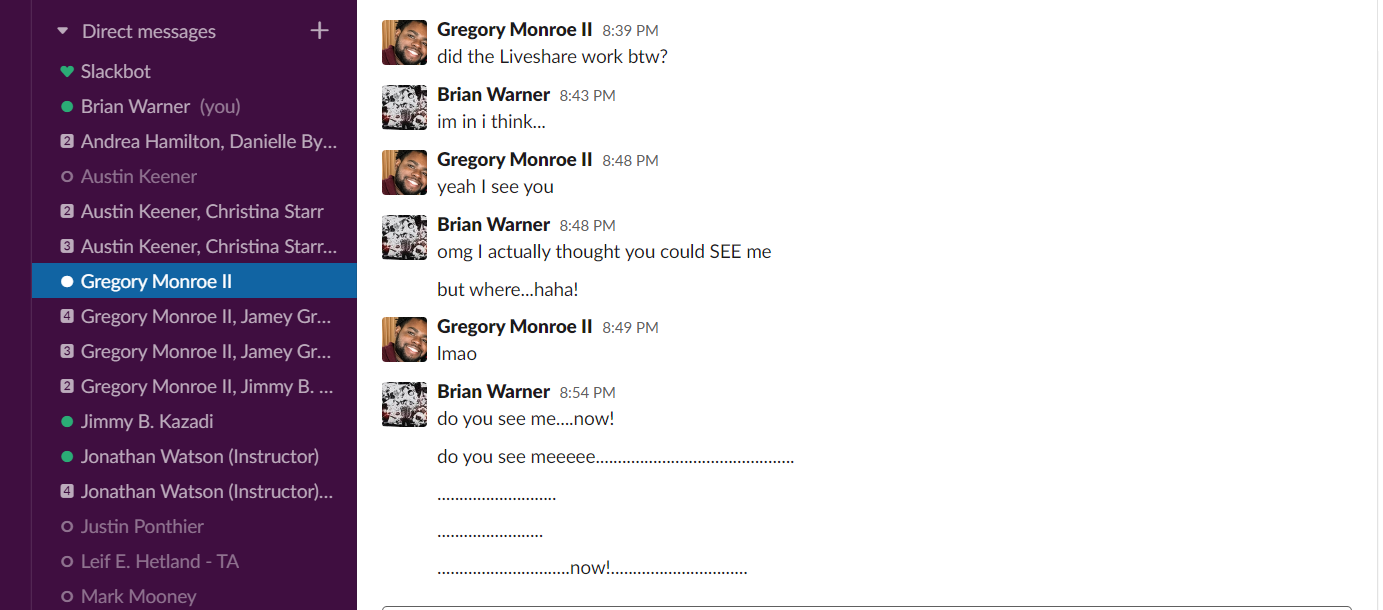 Direct messages
Slackbot
Brian Warner (you)
2 Andrea Hamilton, Danielle By...
Austin Keener
2 Austin Keener, Christina Starr
3 Austin Keener, Christina Starr...
Gregory Monroe II
4 Gregory Monroe II, Jamey Gr...
3 Gregory Monroe II, Jamey Gr...
2 Gregory Monroe II, Jimmy B. ...
Jimmy B. Kazadi
Jonathan Watson (Instructor)
4 Jonathan Watson (Instructor)...
Justin Ponthier
Leif E. Hetland - TA
Mark Mooney
Gregory Monroe II 8:39 PM
did the Liveshare work btw?
Brian Warner 8:43 PM
im in i think...
Gregory Monroe II 8:48 PM
yeah I see you
Brian Warner 8:48 PM
omg I actually thought you could SEE me
but where...haha!
Gregory Monroe II 8:49 PM
lmao
Brian Warner 8:54 PM
do you see me....now!
do you see meeeee.............................................
...........................
........................
..............................now!...............................